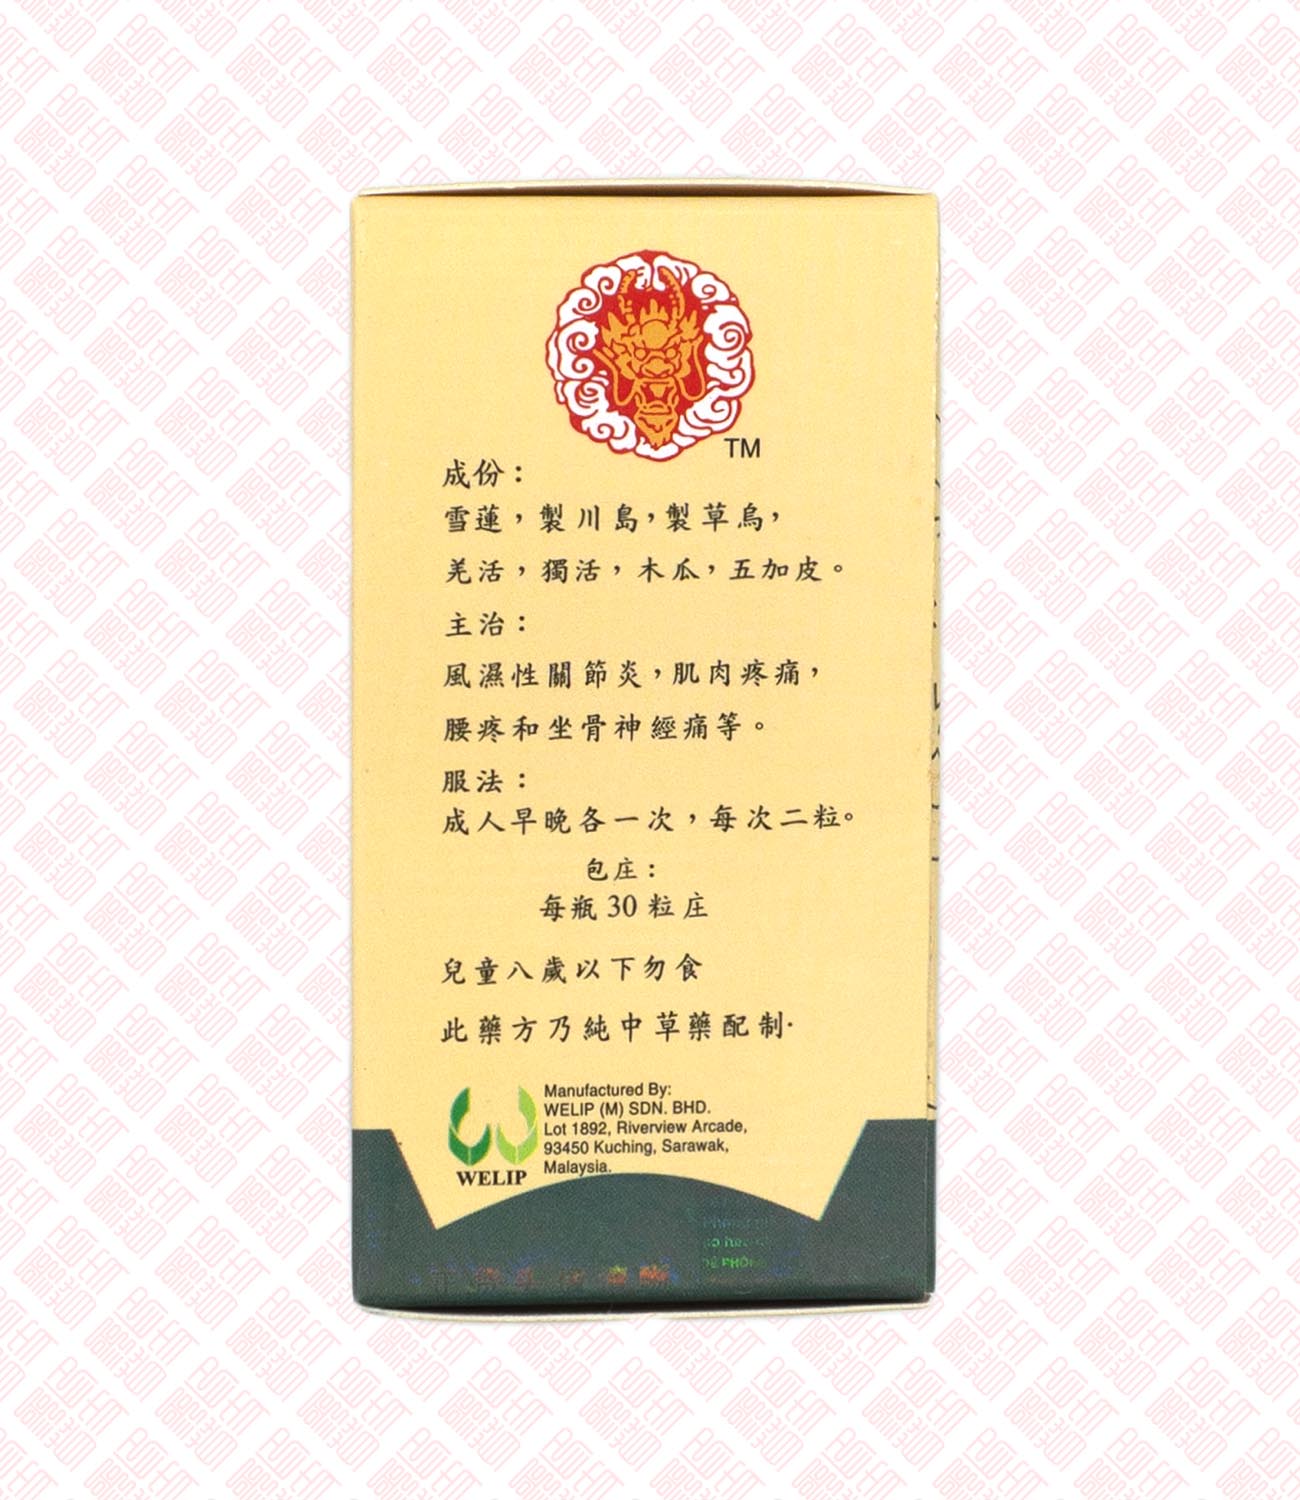 TM
成份：
雪蓮，製川島，製草烏，
羌活，獨活，木瓜，五加皮。
主治：
風濕性關節炎，肌肉疼痛，
腰疼和坐骨神經痛等。
服法：
成人早晚各一次，每次二粒。
包庄：
每瓶 30 粒庄
兒童八歲以下勿食
此藥方乃純中草藥配制·
WELIP
Manufactured By:
WELIP (M) SDN. BHD.
Lot 1892, Riverview Arcade,
93450 Kuching, Sarawak,
Malaysia.